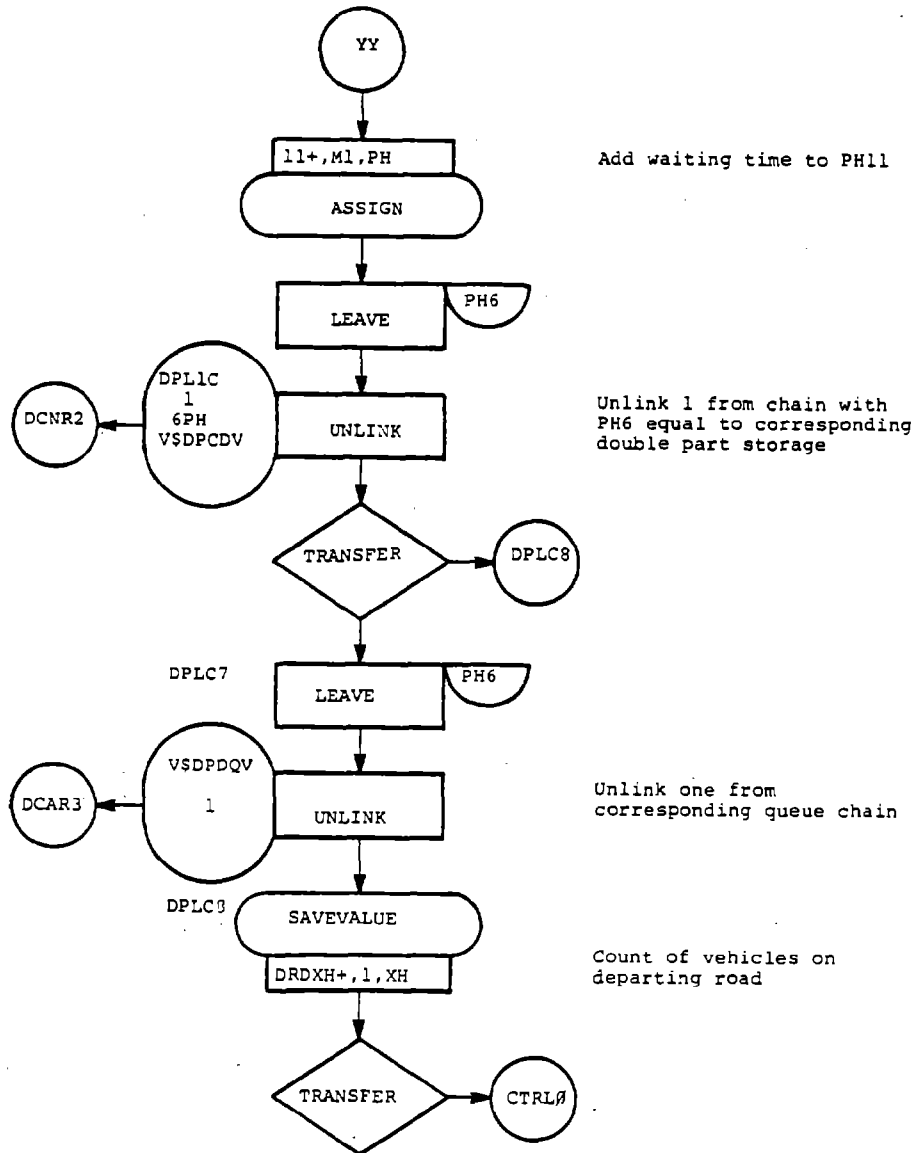 YY
11+,M1,PH
Add waiting time to PH11
ASSIGN
PH6
LEAVE
DPL1C
1
6PH
V$DPCDV
DCNR2
UNLINK
Unlink 1 from chain with
PH6 equal to corresponding
double part storage
TRANSFER
DPLC8
DPLC7
PH6
LEAVE
V$DPDQV
1
DCAR3
UNLINK
Unlink one from
corresponding queue chain
DPLC8
SAVEVALUE
DRDXH+,1,XH
Count of vehicles on
departing road
TRANSFER
CTRLØ